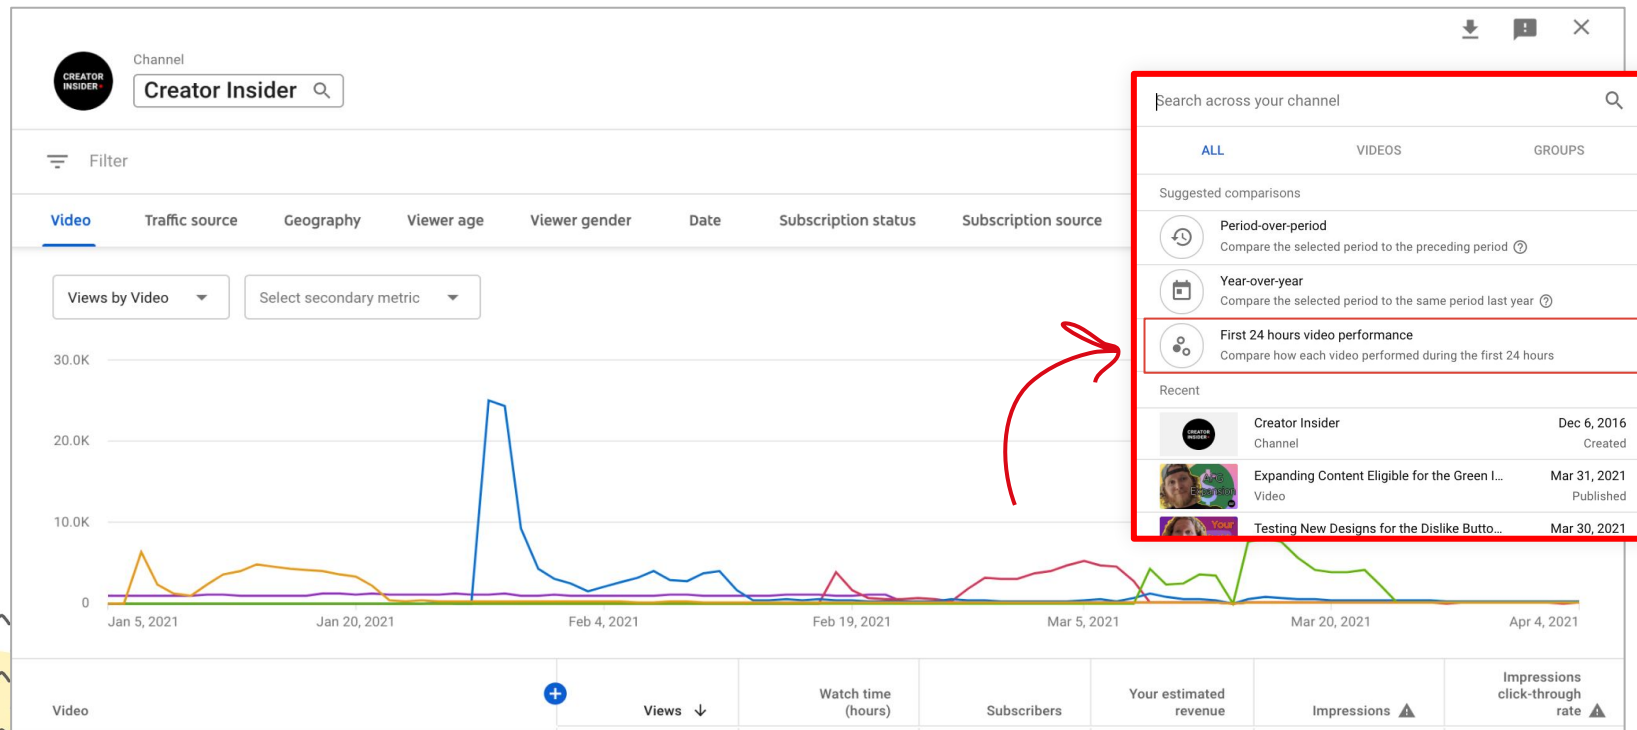 CREATOR
INSIDER
Channel
Creator Insider
Filter
Video Traffic source Geography Viewer age Viewer gender Date Subscription status Subscription source
Views by Video Select secondary metric
30.0K
20.0K
10.0K
0
Jan 5, 2021 Jan 20, 2021 Feb 4, 2021 Feb 19, 2021 Mar 5, 2021 Mar 20, 2021 Apr 4, 2021
Search across your channel
ALL VIDEOS GROUPS
Suggested comparisons
Period-over-period
Compare the selected period to the preceding period
Year-over-year
Compare the selected period to the same period last year
First 24 hours video performance
Compare how each video performed during the first 24 hours
Recent
CREATOR
INSIDER
Creator Insider Dec 6, 2016
Channel Created
Expanding Content Eligible for the Green I... Mar 31, 2021
Video Published
Expansion
Your
Testing New Designs for the Dislike Butto... Mar 30, 2021
Video
Views
Watch time
(hours)
Subscribers
Your estimated
revenue
Impressions
Impressions
click-through
rate